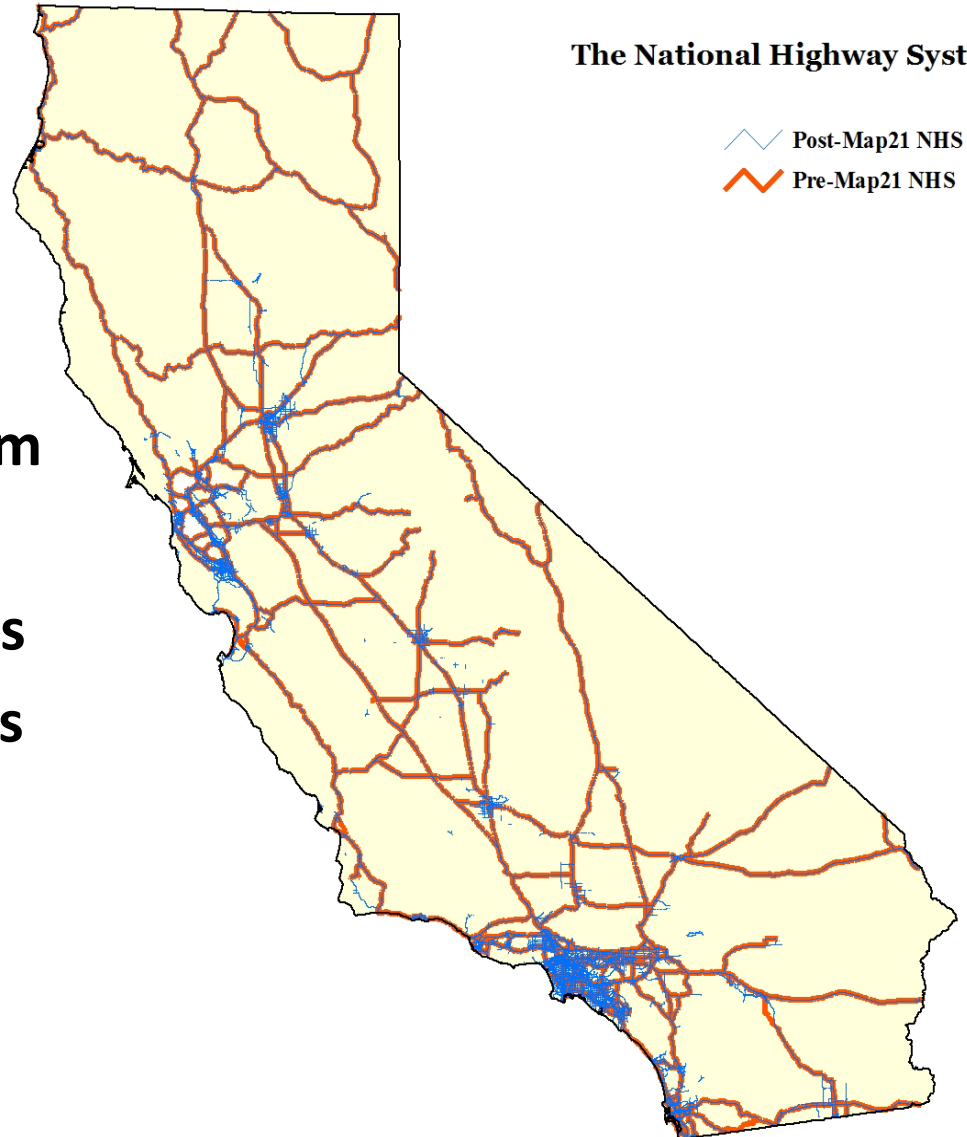 The National Highway Syst
Post-Map21 NHS
Pre-Map21 NHS
m
s
s